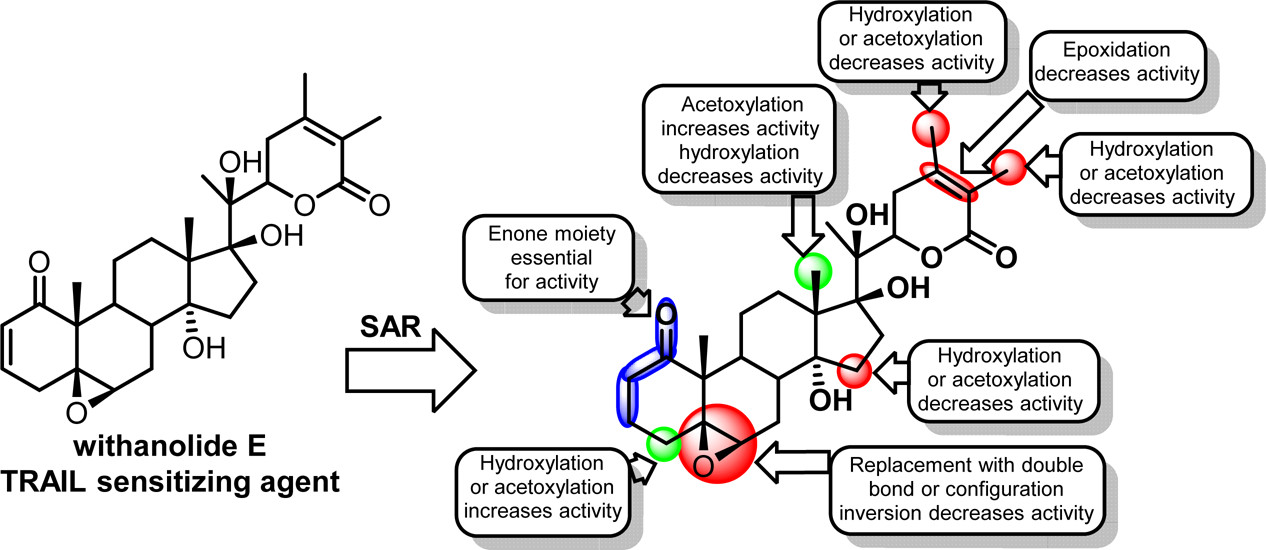 Hydroxylation
or acetoxylation
decreases activity
Epoxidation
decreases activity
Acetoxylation
increases activity
hydroxylation
decreases activity
Hydroxylation
or acetoxylation
decreases activity
Enone moiety
essential
for activity
OH
O
O
OH
O
OH
O
withanolide E
TRAIL sensitizing agent
SAR
OH
O
O
OH
O
OH
O
Hydroxylation
or acetoxylation
decreases activity
Hydroxylation
or acetoxylation
increases activity
Replacement with double
bond or configuration
inversion decreases activity